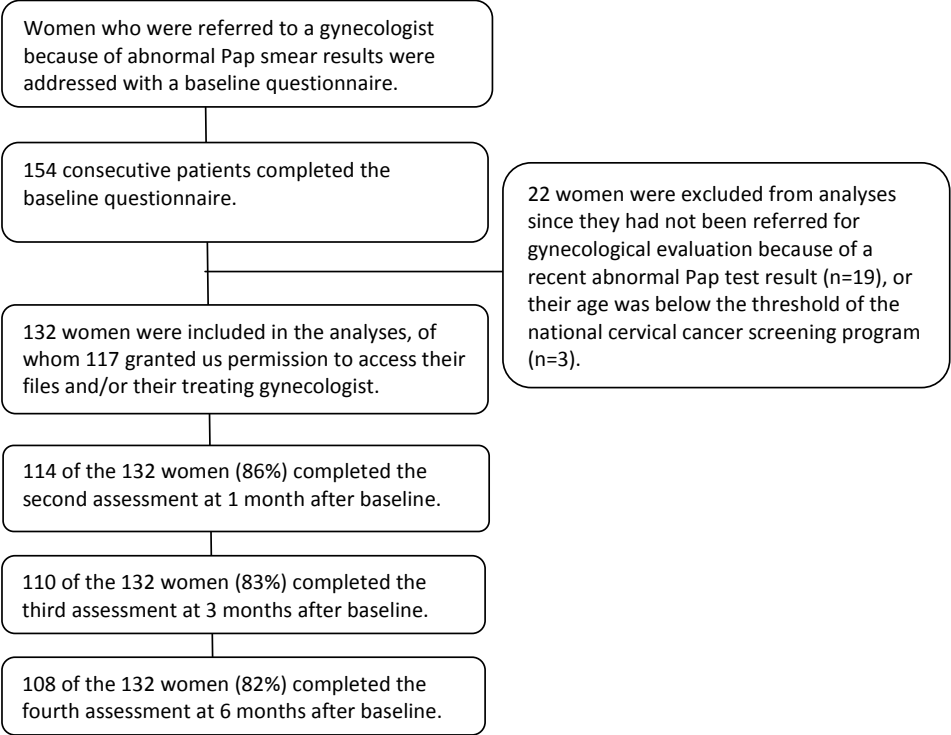 Women who were referred to a gynecologist
because of abnormal Pap smear results were
addressed with a baseline questionnaire.
154 consecutive patients completed the
baseline questionnaire.
22 women were excluded from analyses
since they had not been referred for
gynecological evaluation because of a
recent abnormal Pap test result (n=19), or
their age was below the threshold of the
national cervical cancer screening program
(n=3).
132 women were included in the analyses, of
whom 117 granted us permission to access their
files and/or their treating gynecologist.
114 of the 132 women (86%) completed the
second assessment at 1 month after baseline.
110 of the 132 women (83%) completed the
third assessment at 3 months after baseline.
108 of the 132 women (82%) completed the
fourth assessment at 6 months after baseline.